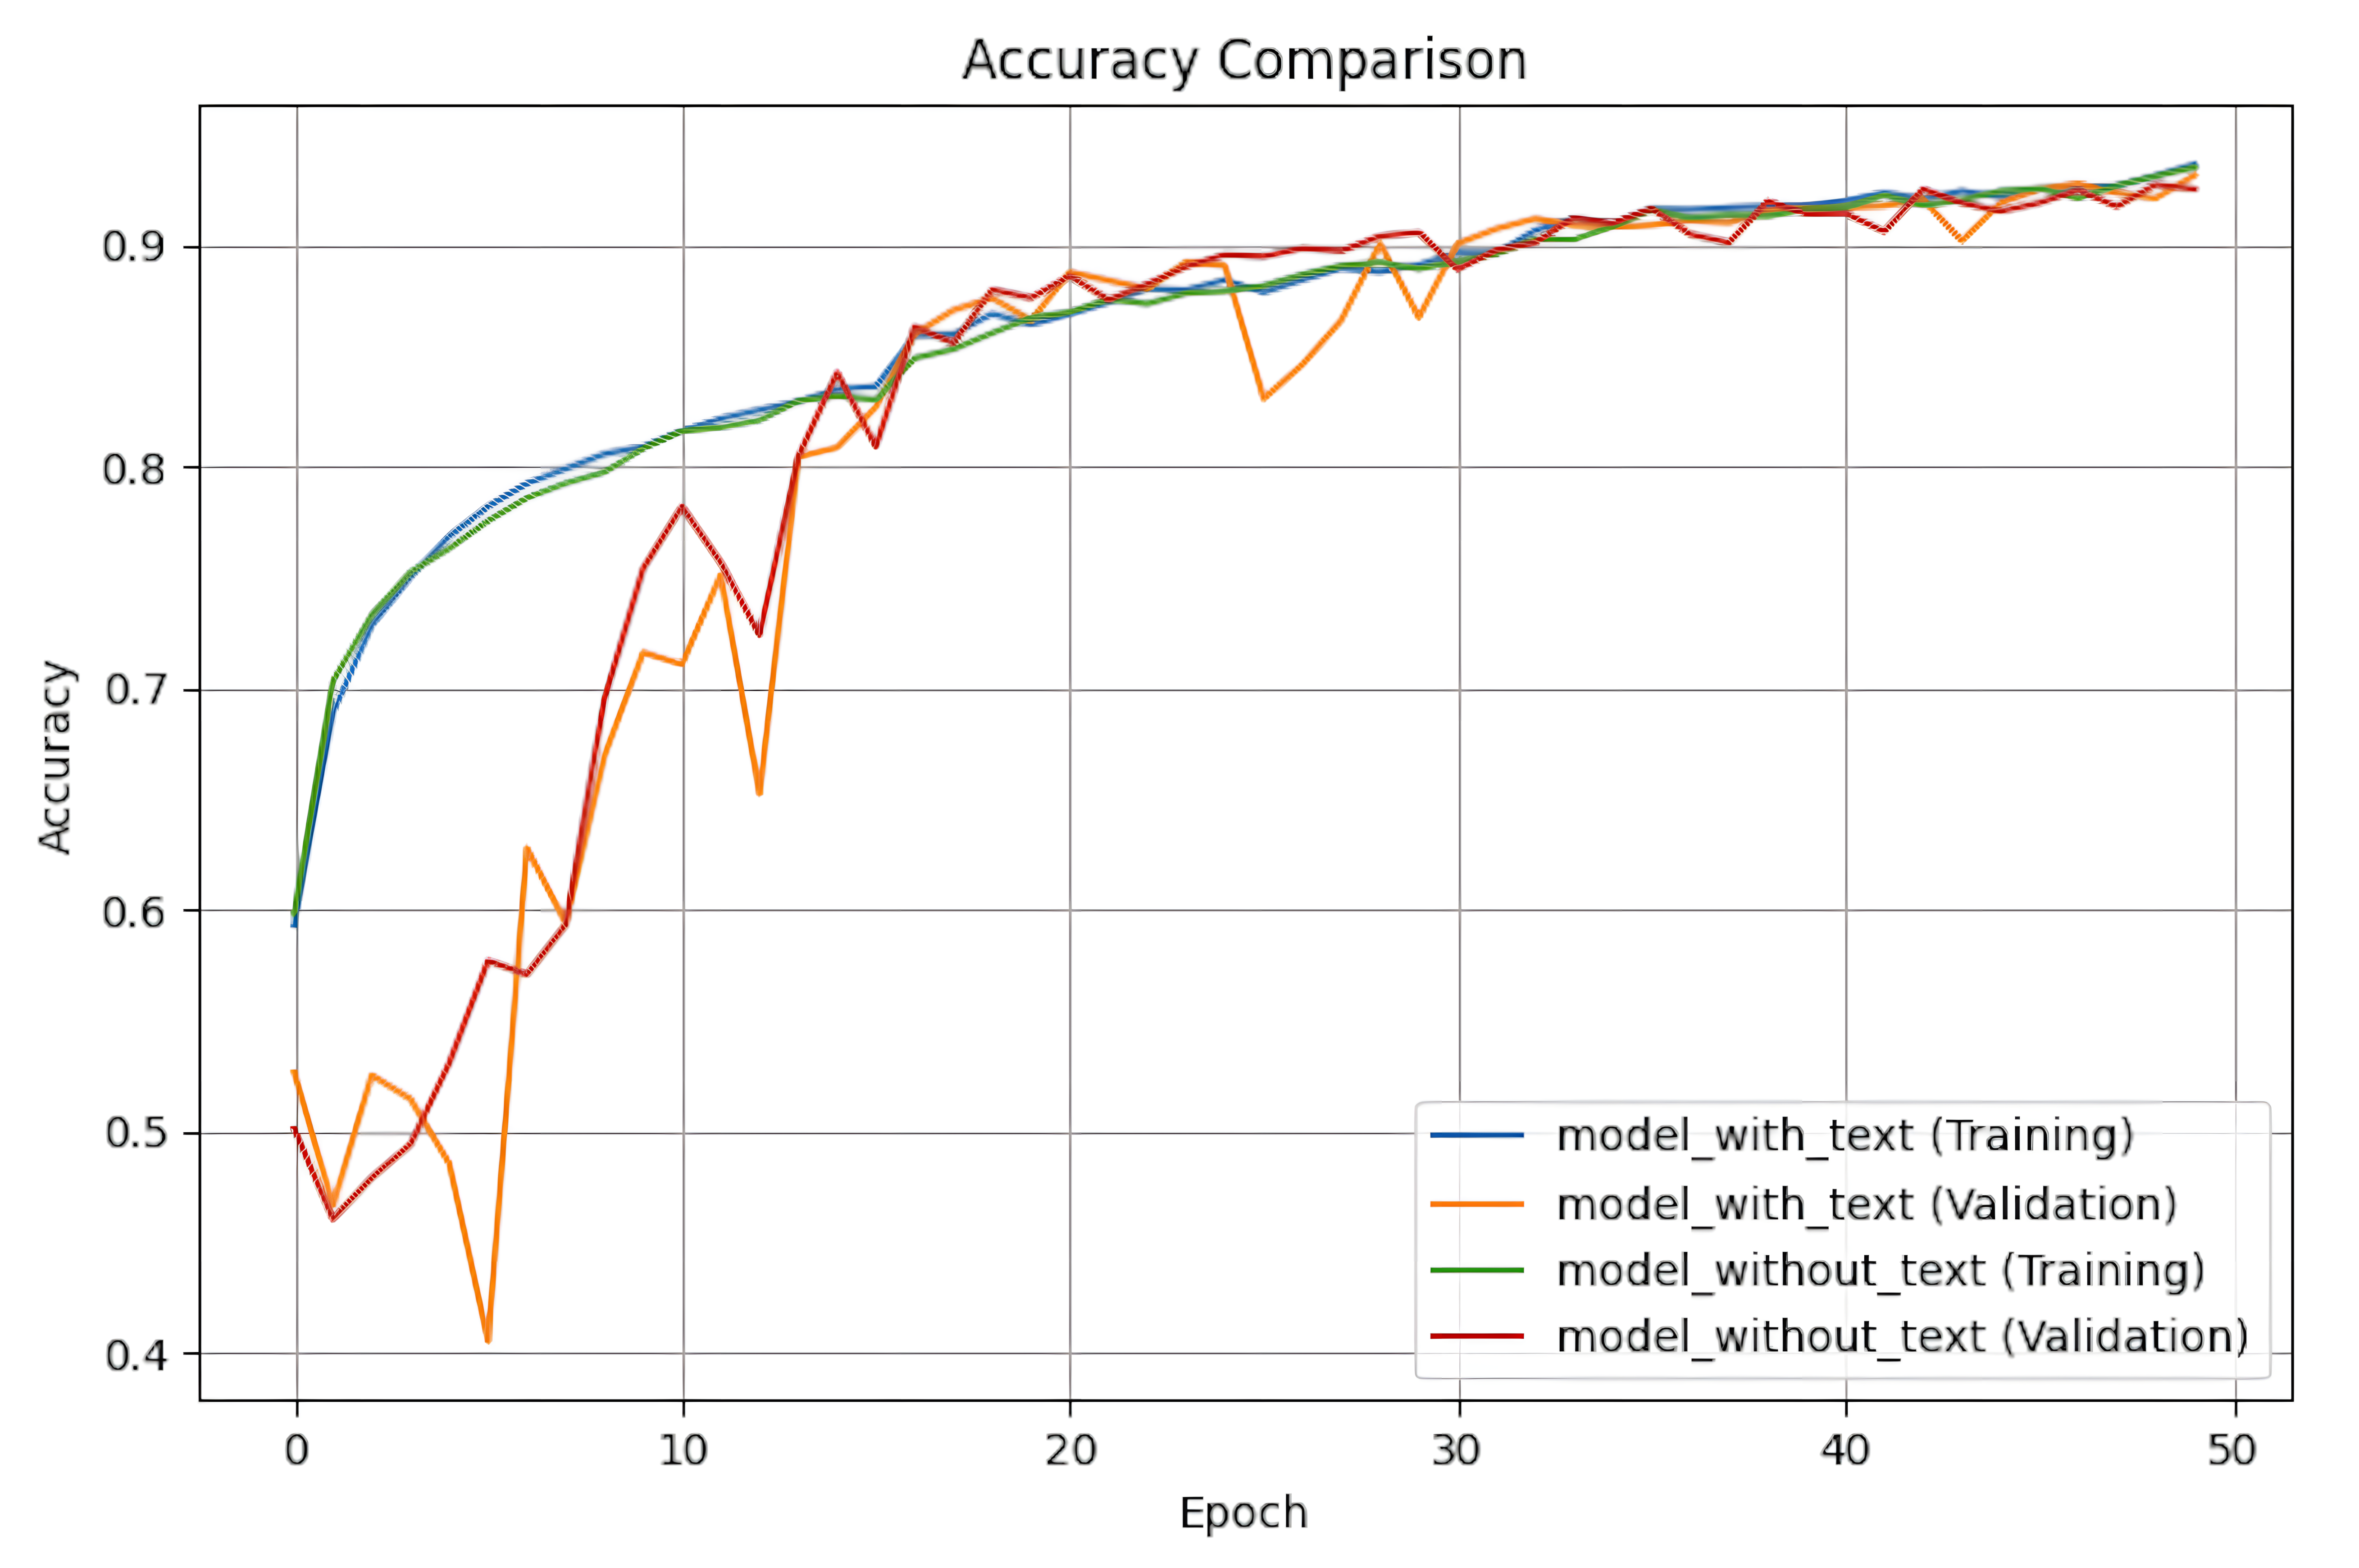 Accuracy Comparison
Accuracy
0.9
0.8
0.7
0.6
0.5
0.4
model_with_text (Training)
model_with_text (Validation)
model_without_text (Training)
model_without_text (Validation)
0 10 20 30 40 50
Epoch